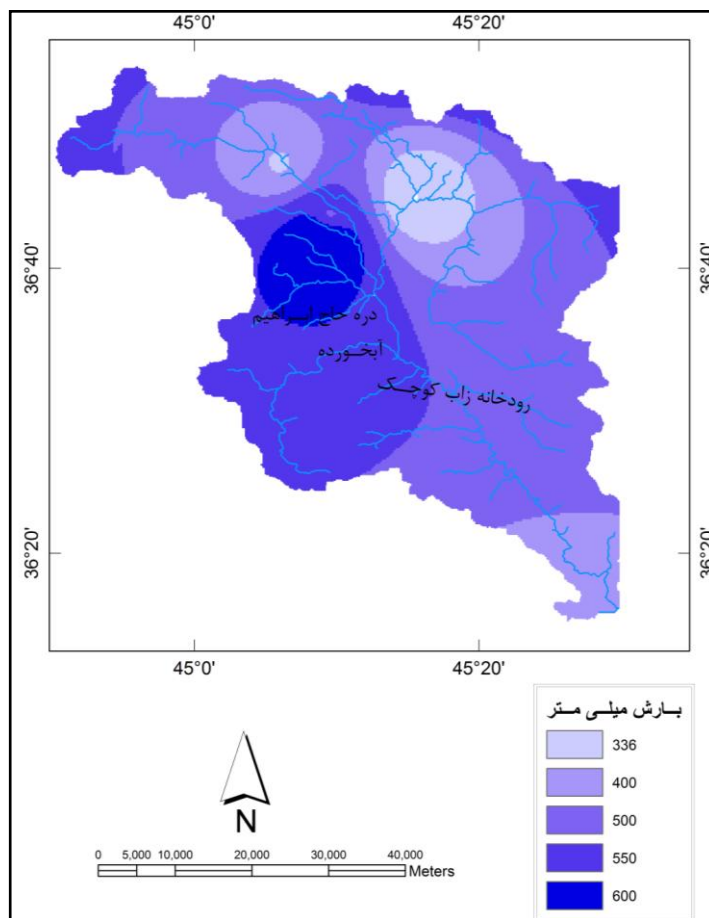 45°0' 45°20'
36°40' 36°40'
دره حاج ابراهیم
آبخورده
رودخانه زاب کوچک
36°20' 36°20'
45°0' 45°20'
بارش میلی متر
336
400
500
550
600
N
0 5,000 10,000 20,000 30,000 40,000
Meters